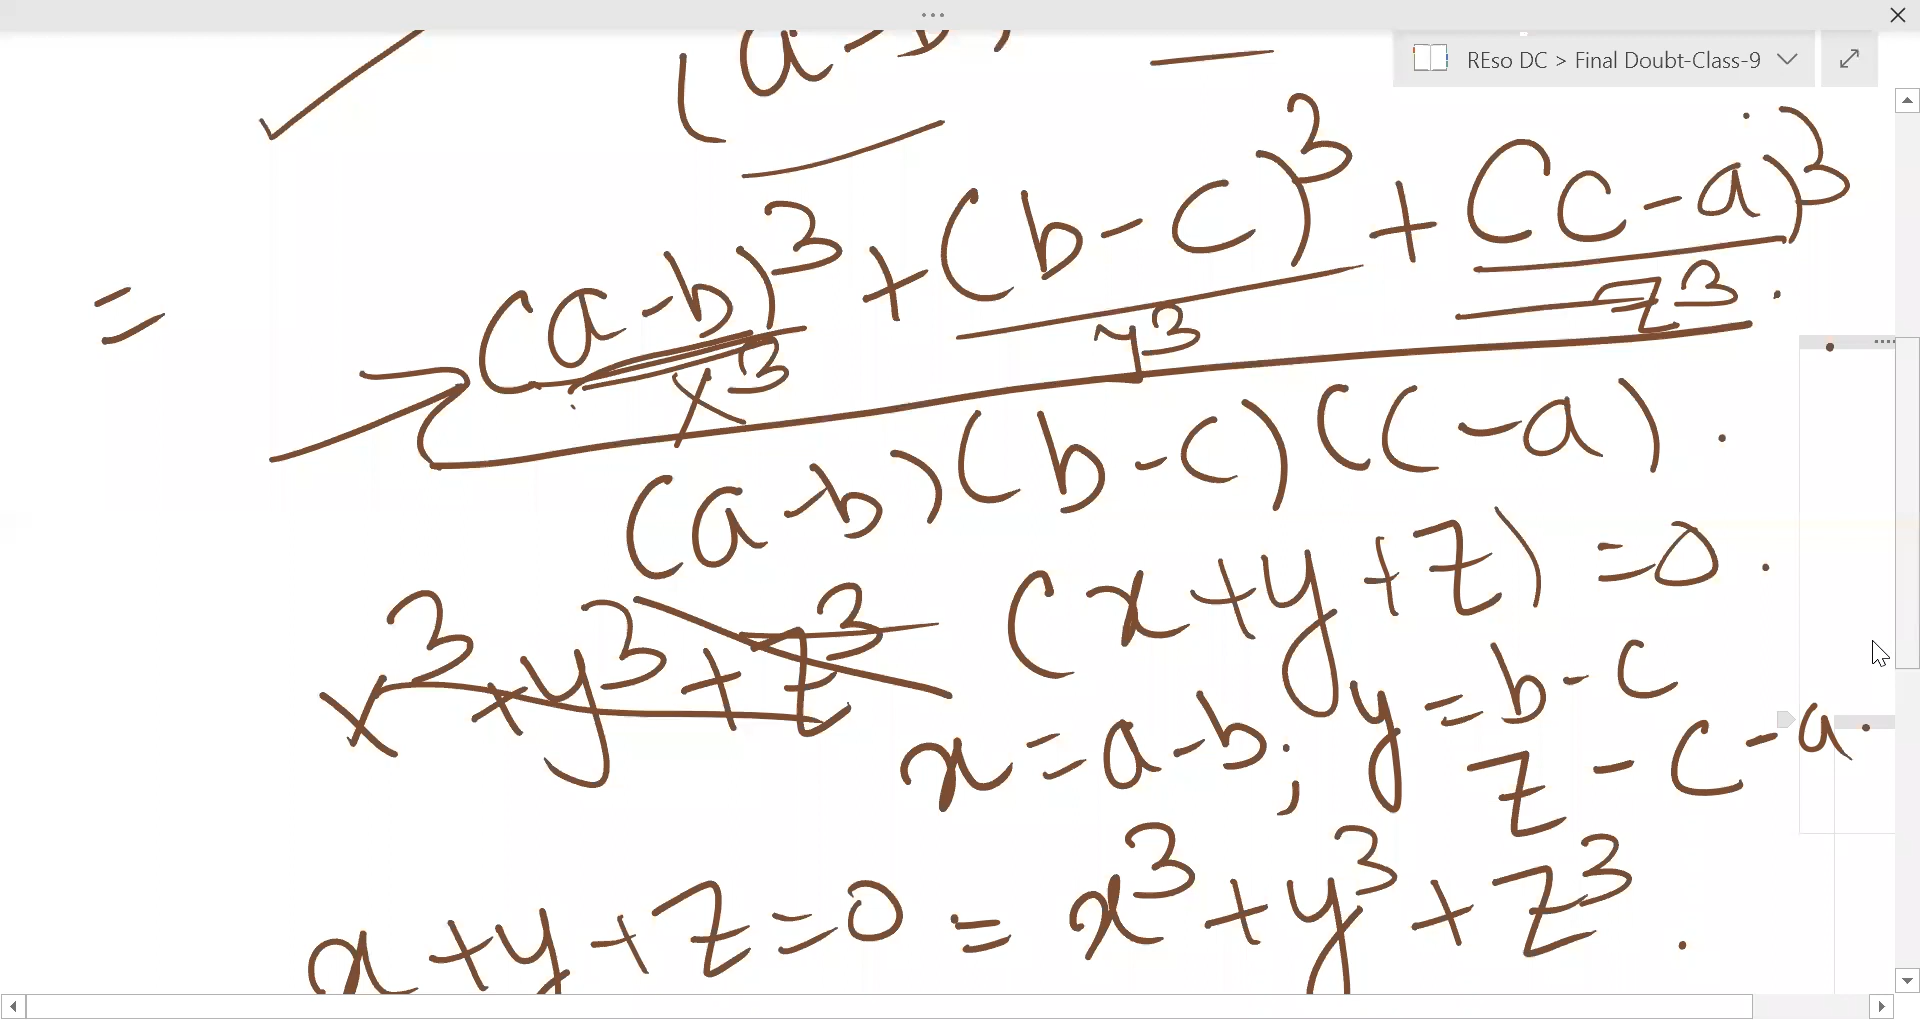 REso DC > Final Doubt-Class-9
(a-b)
= (a-b)³ + (b-c)³ + (c-a)³
x³ y³ z³
(a-b)(b-c)(c-a)
(x+y+z) = 0
x³+y³+z³
x = a-b; y = b-c
z - c-a
x+y+z=0 = x³+y³+z³